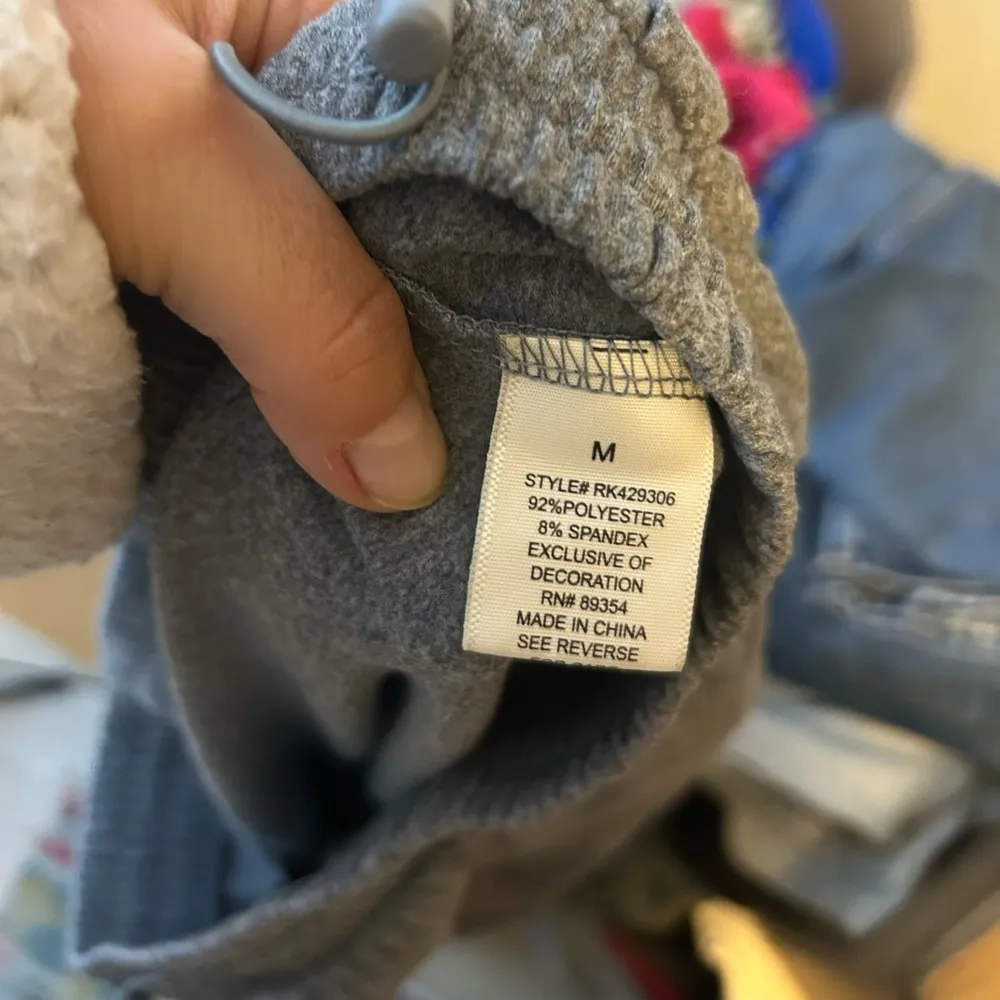 M
STYLE# RK429306
92%POLYESTER
8% SPANDEX
EXCLUSIVE OF
DECORATION
RN# 89354
MADE IN CHINA
SEE REVERSE